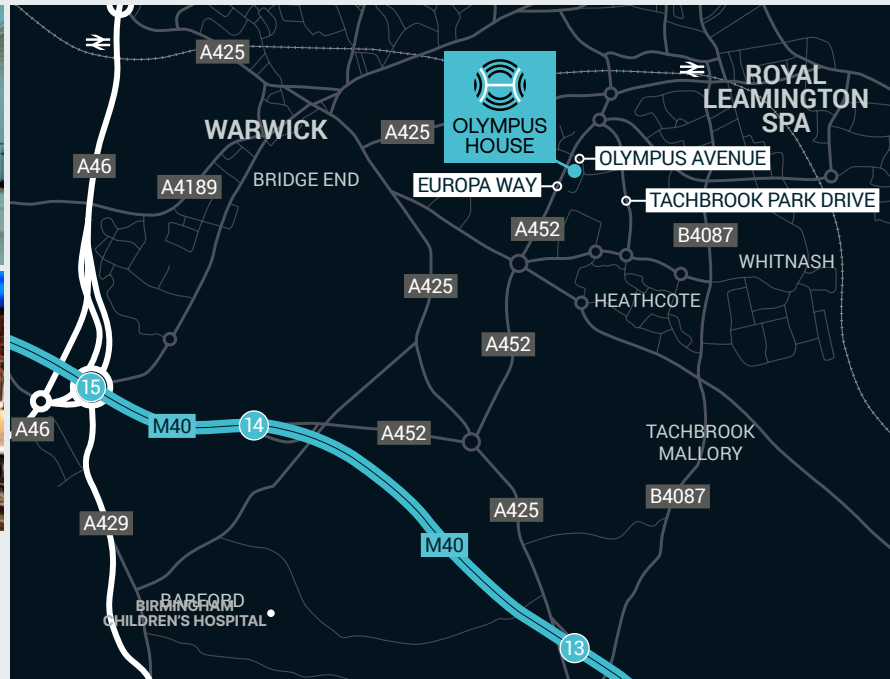 A425
ROYAL
LEAMINGTON
SPA
OLYMPUS
HOUSE
WARWICK
A425
A46
OLYMPUS AVENUE
A4189
BRIDGE END
EUROPA WAY
TACHBROOK PARK DRIVE
A452
B4087
WHITNASH
A425
HEATHCOTE
A452
15
M40
14
A46
A452
TACHBROOK
MALLORY
B4087
A425
A429
M40
BARFORD
BIRMINGHAM
CHILDREN'S HOSPITAL
13